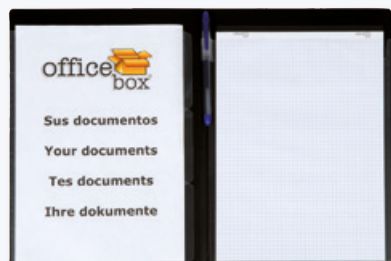 office
box
Sus documentos
Your documents
Tes documents
Ihre dokumente